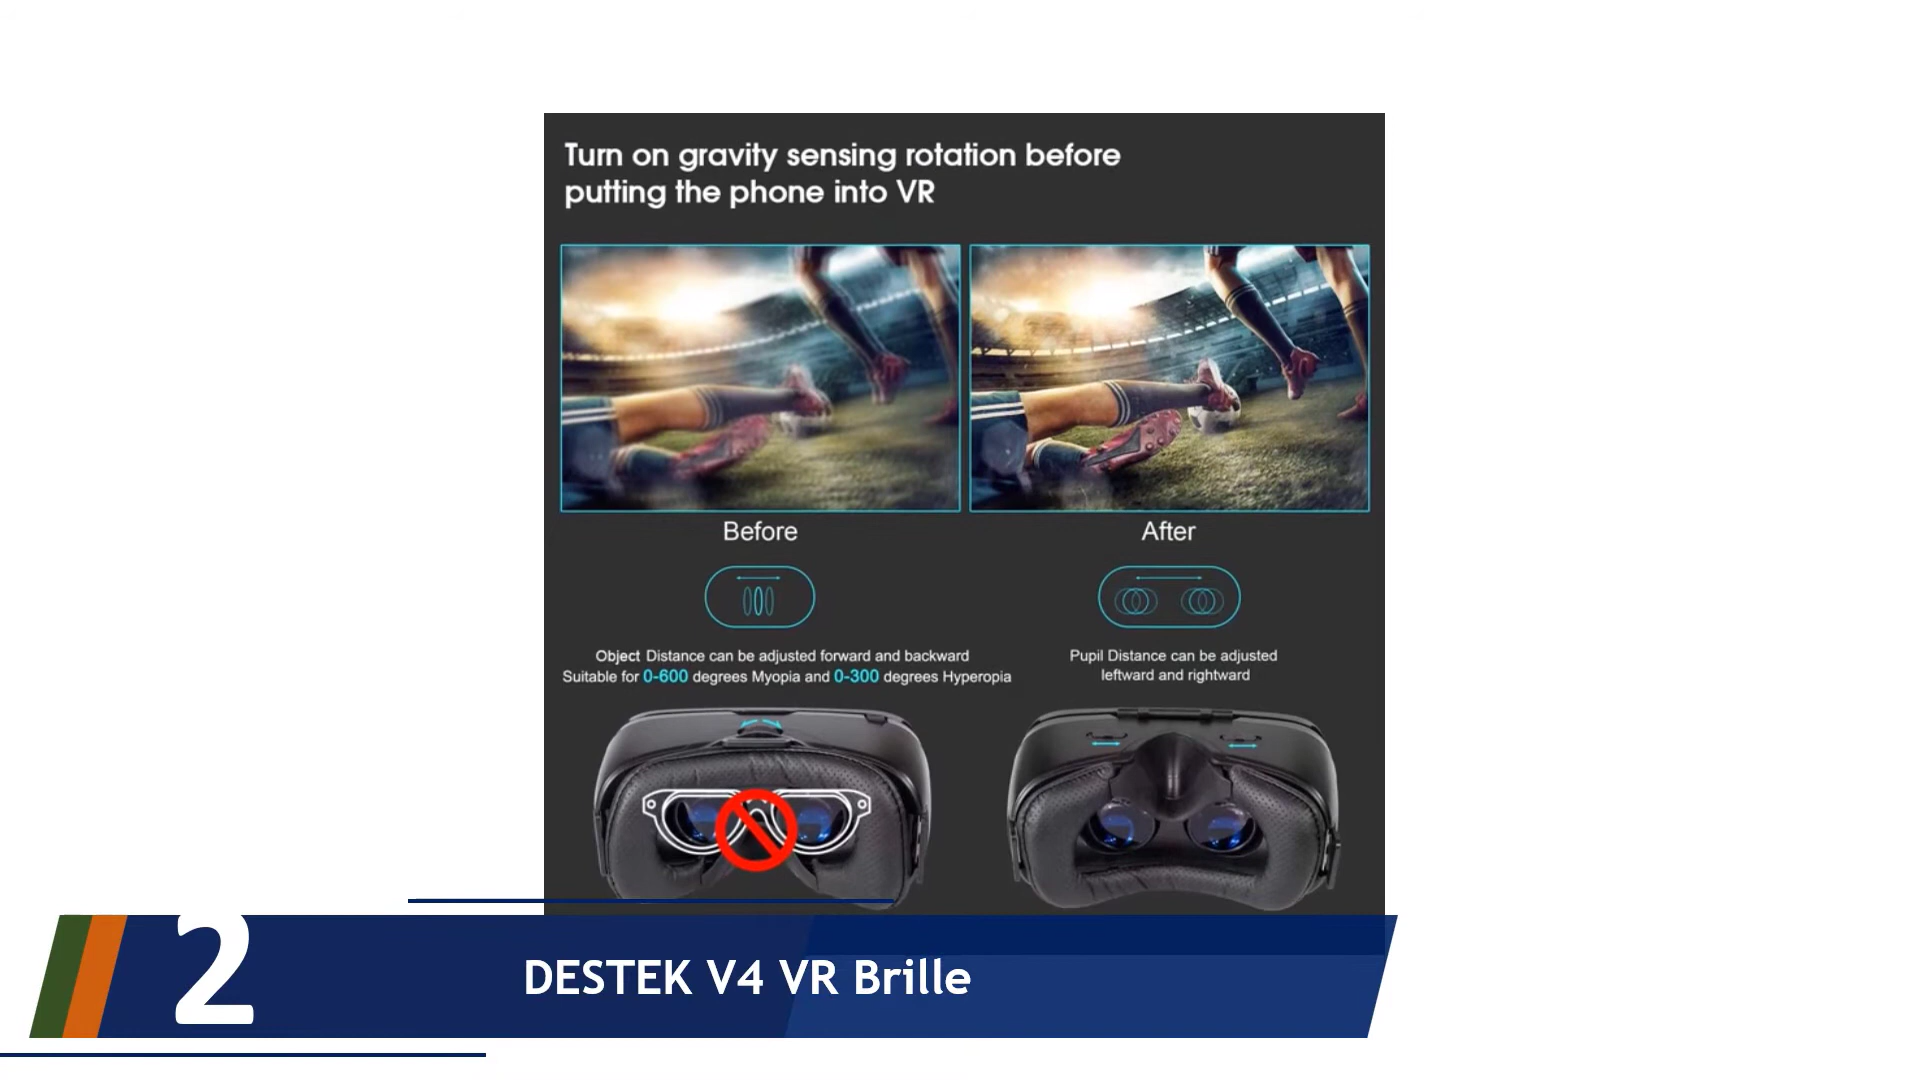 Turn on gravity sensing rotation before
putting the phone into VR
Before
After
Object Distance can be adjusted forward and backward
Suitable for 0-600 degrees Myopia and 0-300 degrees Hyperopia
Pupil Distance can be adjusted
leftward and rightward
2
DESTEK V4 VR Brille